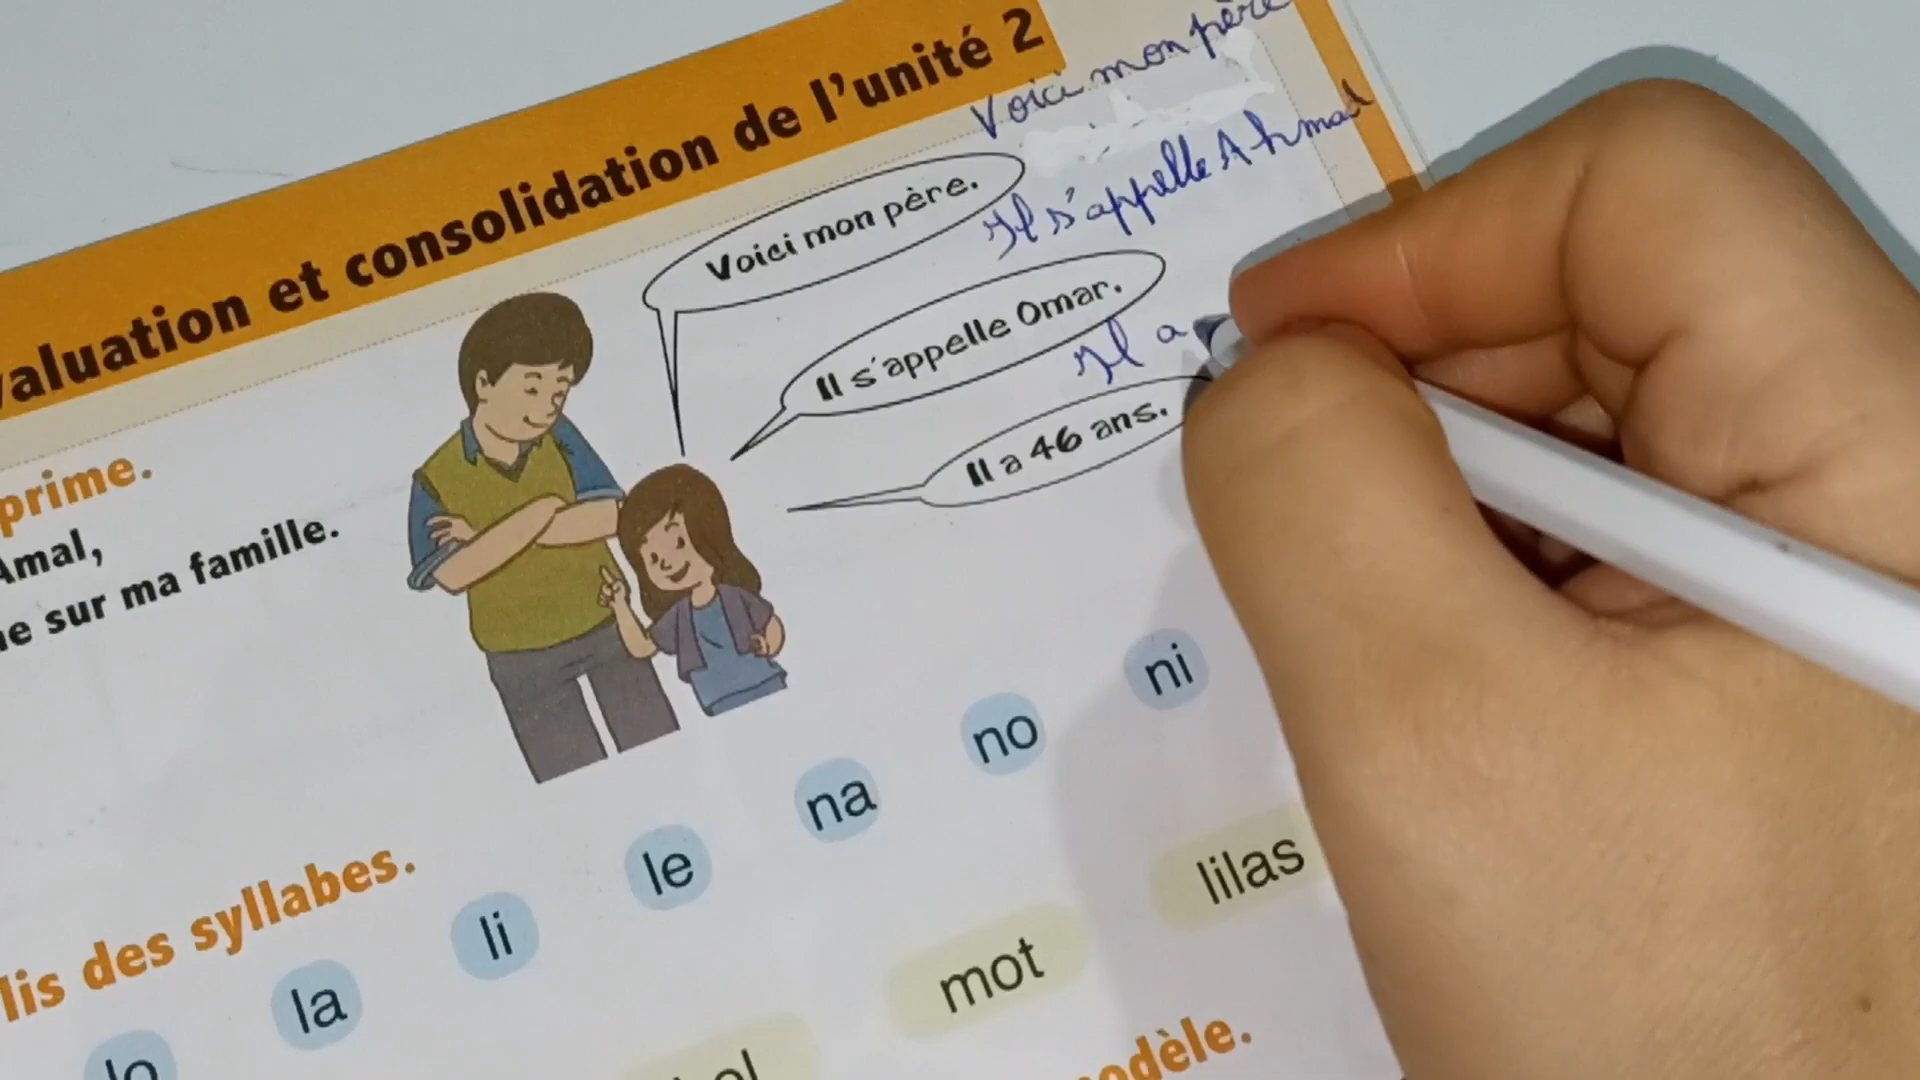 valuation et consolidation de l'unité 2
Voici mon père
Voici mon père.
Il s'appelle Ahmad
Il s'appelle Omar.
Il a
Il a 46 ans.
prime.
Amal,
sur ma famille.
lis des syllabes.
lo la li le na no ni
mot lilas
odèle.